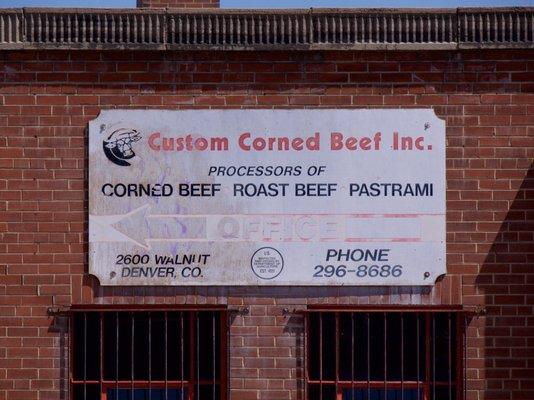 Custom Corned Beef Inc.
PROCESSORS OF
CORNED BEEF ROAST BEEF PASTRAMI
OFFICE
2600 WALNUT
DENVER, CO.
PHONE
296-8686